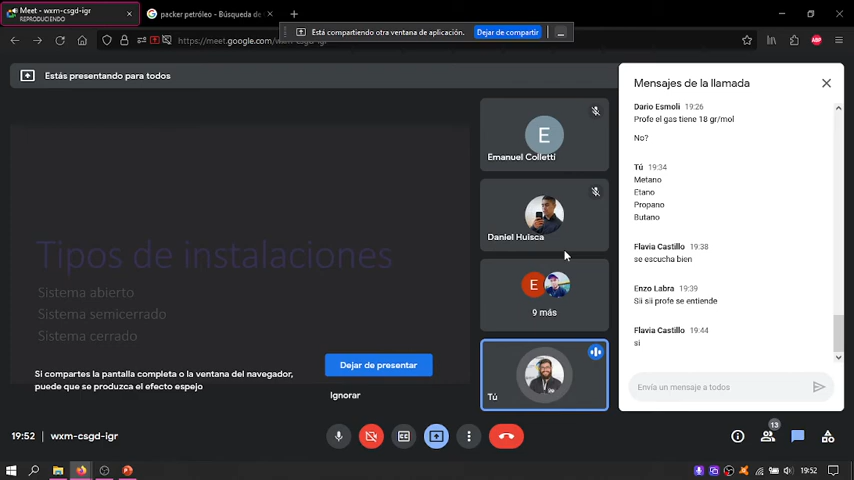 Meet - wxm-csgd-igr
REPRODUCIENDO
packer petróleo - Búsqueda de
Está compartiendo otra ventana de aplicación.
Dejar de compartir
https://meet.google.com/wxm-csgd-igr
ABP
Estás presentando para todos
Tipos de instalaciones
Sistema abierto
Sistema semicerrado
Sistema cerrado
Si compartes la pantalla completa o la ventana del navegador,
puede que se produzca el efecto espejo
Dejar de presentar
Ignorar
E
Emanuel Colletti
Daniel Huisca
E
9 más
Tú
Mensajes de la llamada
Dario Esmoli 19:26
Profe el gas tiene 18 gr/mol
No?
Tú 19:34
Metano
Etano
Propano
Butano
Flavia Castillo 19:38
se escucha bien
Enzo Labra 19:39
Sii sii profe se entiende
Flavia Castillo 19:44
si
Envía un mensaje a todos
19:52 wxm-csgd-igr
13
19:52